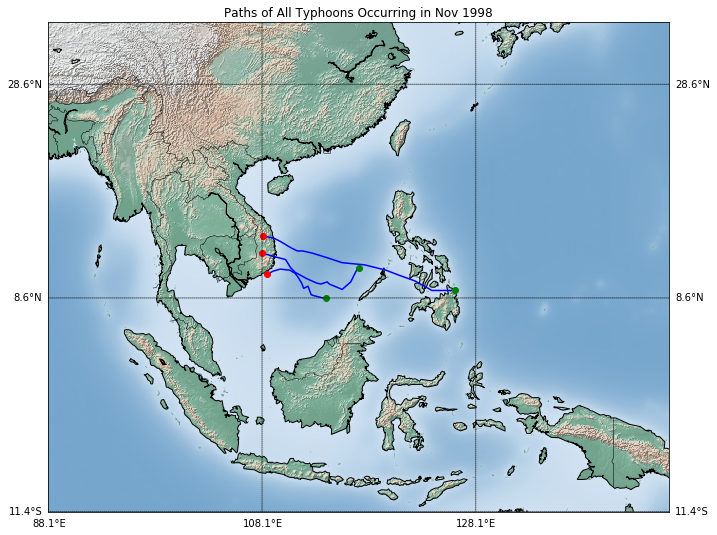 Paths of All Typhoons Occurring in Nov 1998
28.6°N 28.6°N
8.6°N 8.6°N
11.4°S 11.4°S
88.1°E 108.1°E 128.1°E